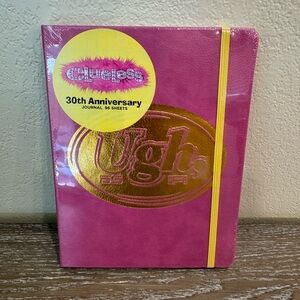 Clueless
30th Anniversary
JOURNAL 96 SHEETS
Ugh